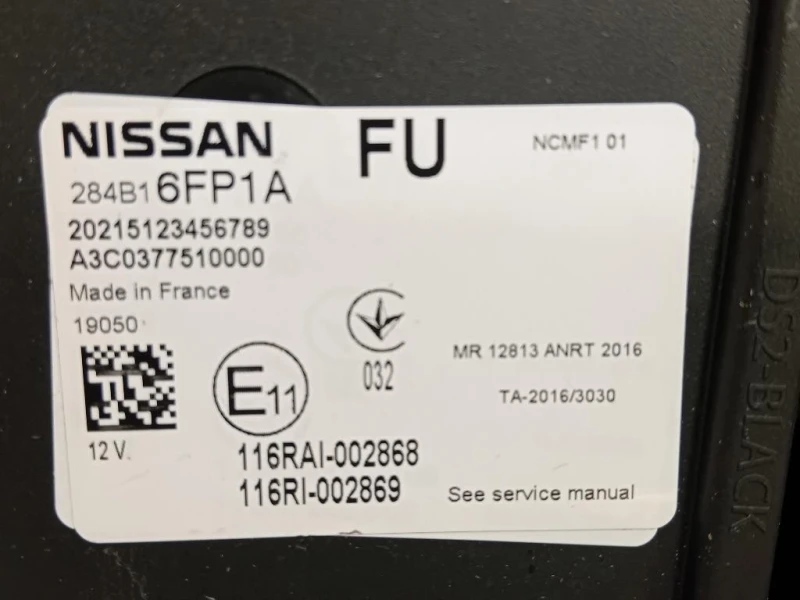 NISSAN FU NCMF1 01
284B1 6FP1A
20215123456789
A3C0377510000
Made in France
19050
032
MR 12813 ANRT 2016
E11
TA-2016/3030
12 V.
116RAI-002868
116RI-002869
See service manual
DS2-BLACK